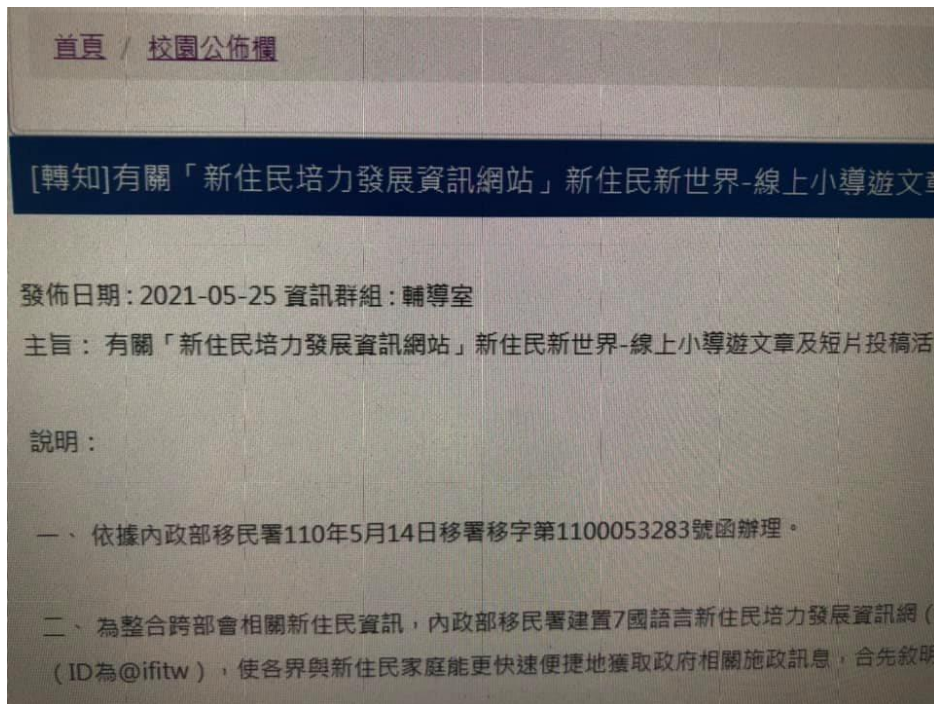 首頁 / 校園公佈欄
[轉知]有關「新住民培力發展資訊網站」新住民新世界-線上小導遊文
發佈日期 : 2021-05-25 資訊群組 : 輔導室
主旨： 有關「新住民培力發展資訊網站」新住民新世界-線上小導遊文章及短片投稿活
說明：
一、 依據內政部移民署110年5月14日移署移字第1100053283號函辦理。
二、 為整合跨部會相關新住民資訊，內政部移民署建置7國語言新住民培力發展資訊網（
（ID為@ifitw），使各界與新住民家庭能更快速便捷地獲取政府相關施政訊息，合先敘明